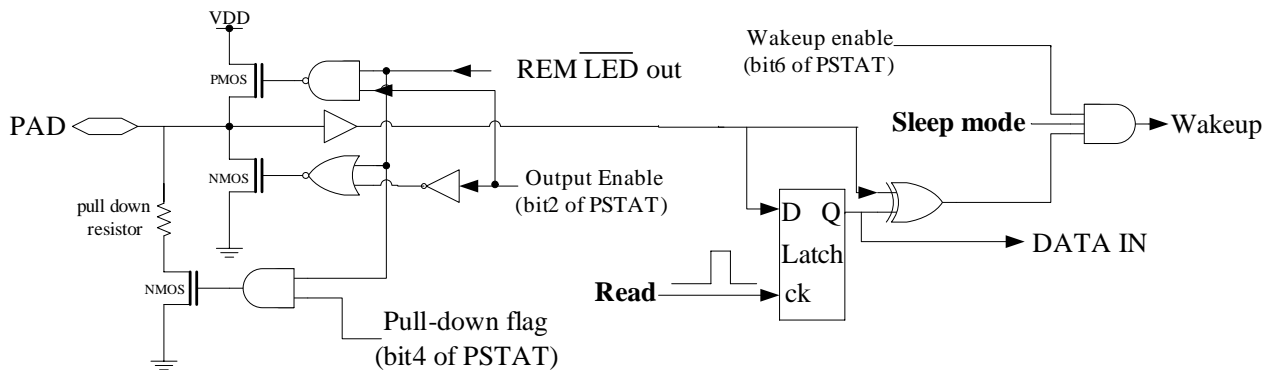 VDD
PMOS
REM LED out
Wakeup enable
(bit6 of PSTAT)
PAD
Sleep mode
Wakeup
NMOS
Output Enable
(bit2 of PSTAT)
pull down
resistor
D Q
Latch
ck
DATA IN
NMOS
Read
Pull-down flag
(bit4 of PSTAT)